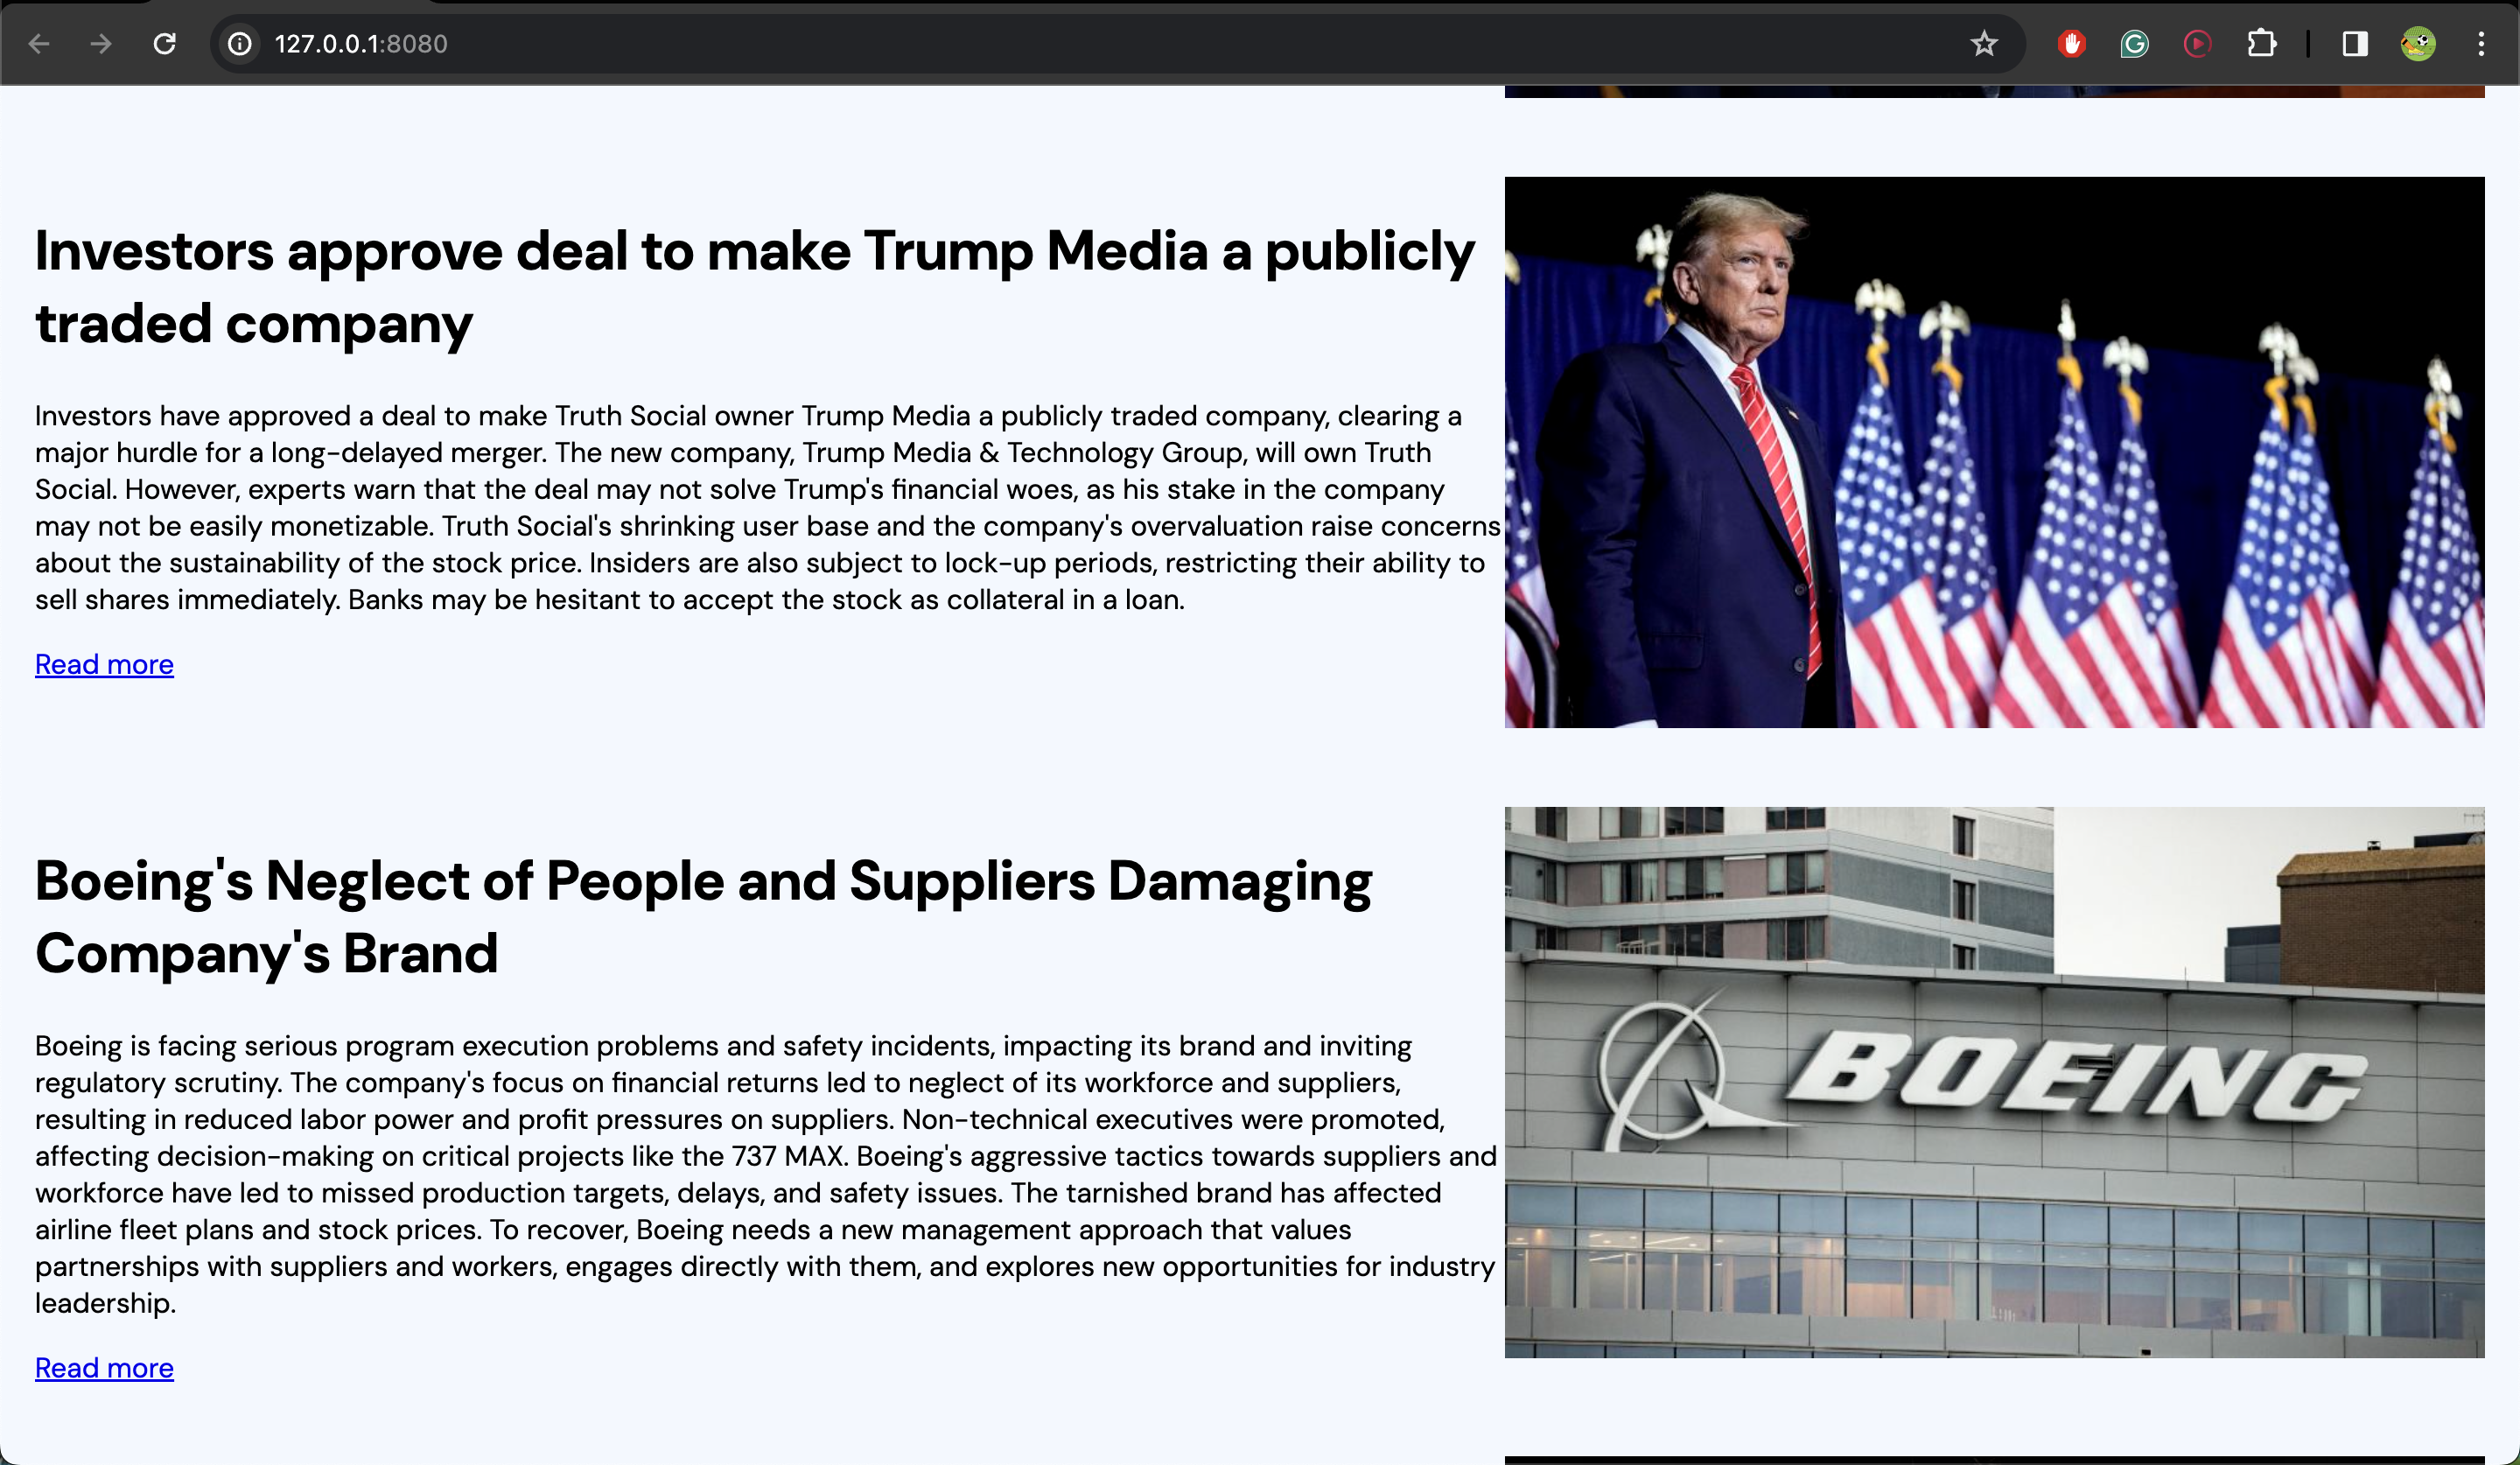 127.0.0.1:8080
Investors approve deal to make Trump Media a publicly
traded company
Investors have approved a deal to make Truth Social owner Trump Media a publicly traded company, clearing a
major hurdle for a long-delayed merger. The new company, Trump Media & Technology Group, will own Truth
Social. However, experts warn that the deal may not solve Trump's financial woes, as his stake in the company
may not be easily monetizable. Truth Social's shrinking user base and the company's overvaluation raise concerns
about the sustainability of the stock price. Insiders are also subject to lock-up periods, restricting their ability to
sell shares immediately. Banks may be hesitant to accept the stock as collateral in a loan.
Read more
Boeing's Neglect of People and Suppliers Damaging
Company's Brand
Boeing is facing serious program execution problems and safety incidents, impacting its brand and inviting
regulatory scrutiny. The company's focus on financial returns led to neglect of its workforce and suppliers,
resulting in reduced labor power and profit pressures on suppliers. Non-technical executives were promoted,
affecting decision-making on critical projects like the 737 MAX. Boeing's aggressive tactics towards suppliers and
workforce have led to missed production targets, delays, and safety issues. The tarnished brand has affected
airline fleet plans and stock prices. To recover, Boeing needs a new management approach that values
partnerships with suppliers and workers, engages directly with them, and explores new opportunities for industry
leadership.
Read more
BOEING